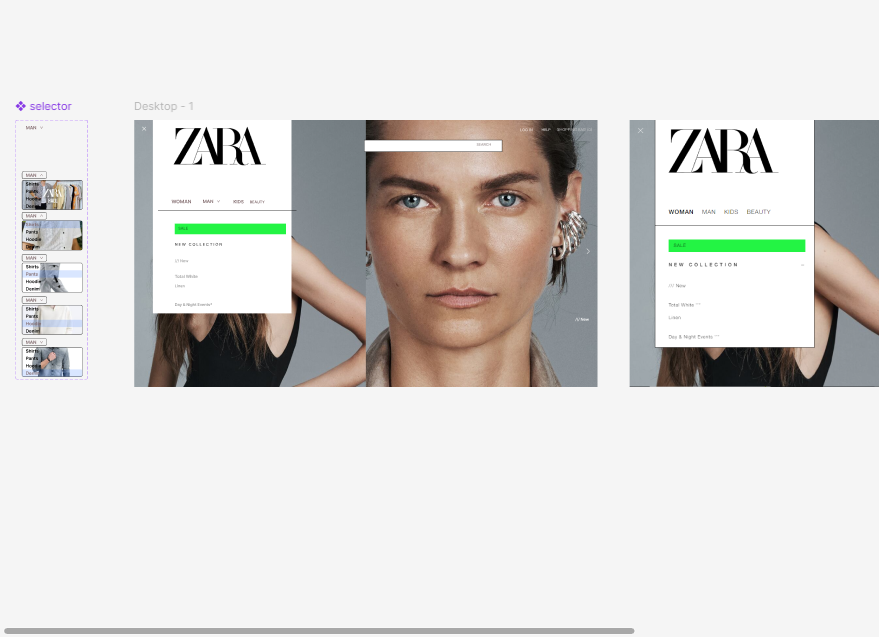 selector
MAN
MAN
Shirts
Pants
Hoodie
Denim
MAN
Shirts
Pants
Hoodie
Denim
MAN
Shirts
Pants
Hoodie
Denim
MAN
Shirts
Pants
Hoodie
Denim
MAN
Shirts
Pants
Hoodie
Denim
Desktop - 1
ZARA
WOMAN MAN KIDS BEAUTY
SALE
NEW COLLECTION
/// New
Total White
Linen
Day & Night Events
LOG IN HELP SHOPPING
SEARCH
/// New
ZARA
WOMAN MAN KIDS BEAUTY
SALE
NEW COLLECTION
/// New
Total White
Linen
Day & Night Events